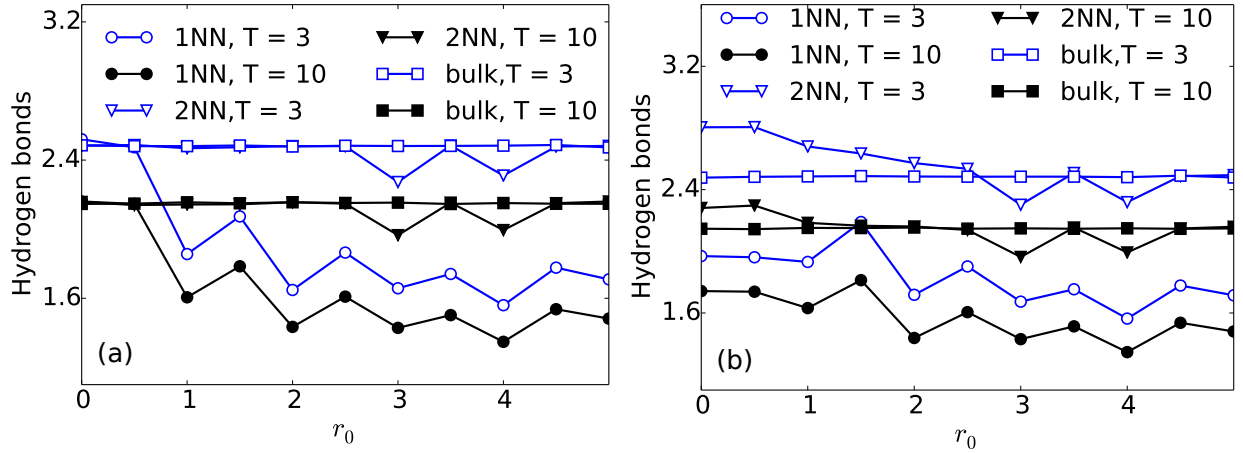 3.2
2.4
1.6
Hydrogen bonds
1NN, T = 3
1NN, T = 10
2NN,T = 3
2NN, T = 10
bulk,T = 3
bulk, T = 10
(a)
0 1 2 3 4
r0
3.2
2.4
1.6
Hydrogen bonds
1NN, T = 3
1NN, T = 10
2NN, T = 3
2NN, T = 10
bulk, T = 3
bulk, T = 10
(b)
0 1 2 3 4
r0